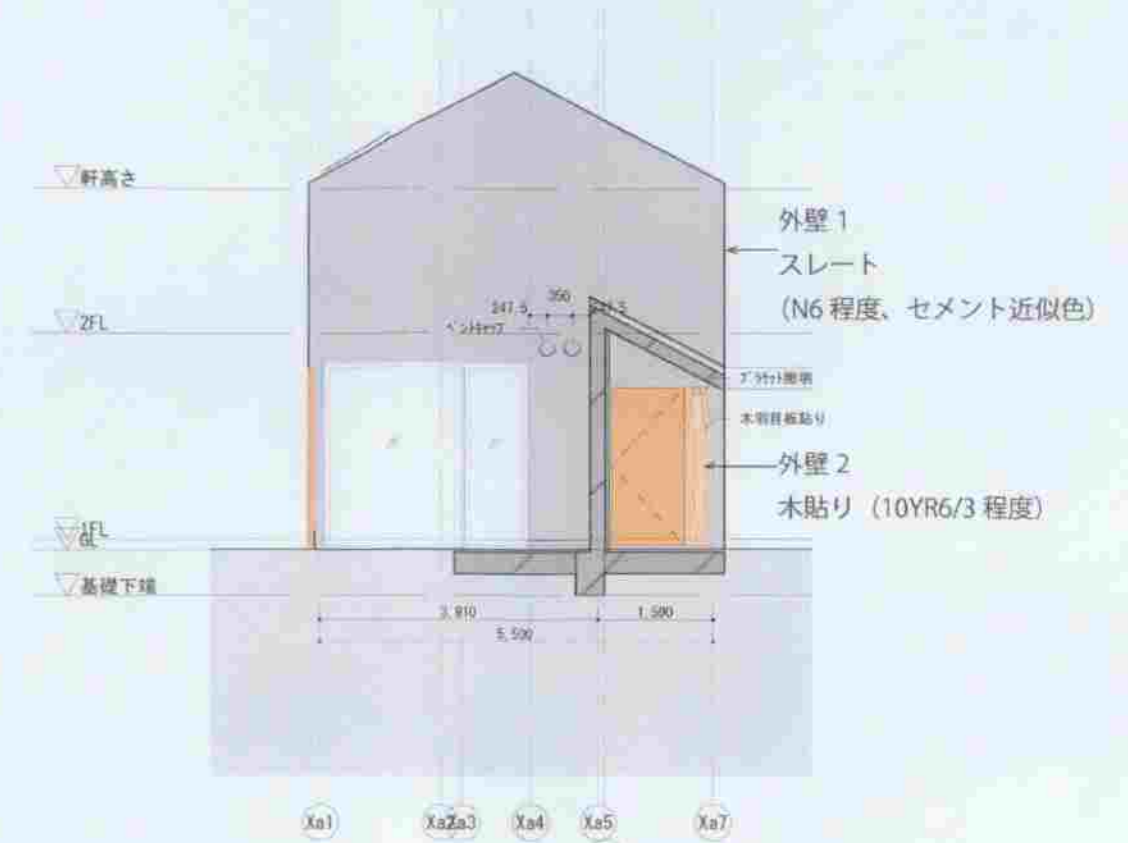 軒高さ
外壁 1
スレート
(N6 程度、セメント近似色)
350
247.5
2FL
ベントキャップ
ブラケット照明
木羽目板貼り
外壁 2
木貼り (10YR6/3 程度)
1FL
GL
基礎下端
3,910
1,590
5,500
Xa1
Xa2
Xa3
Xa4
Xa5
Xa7